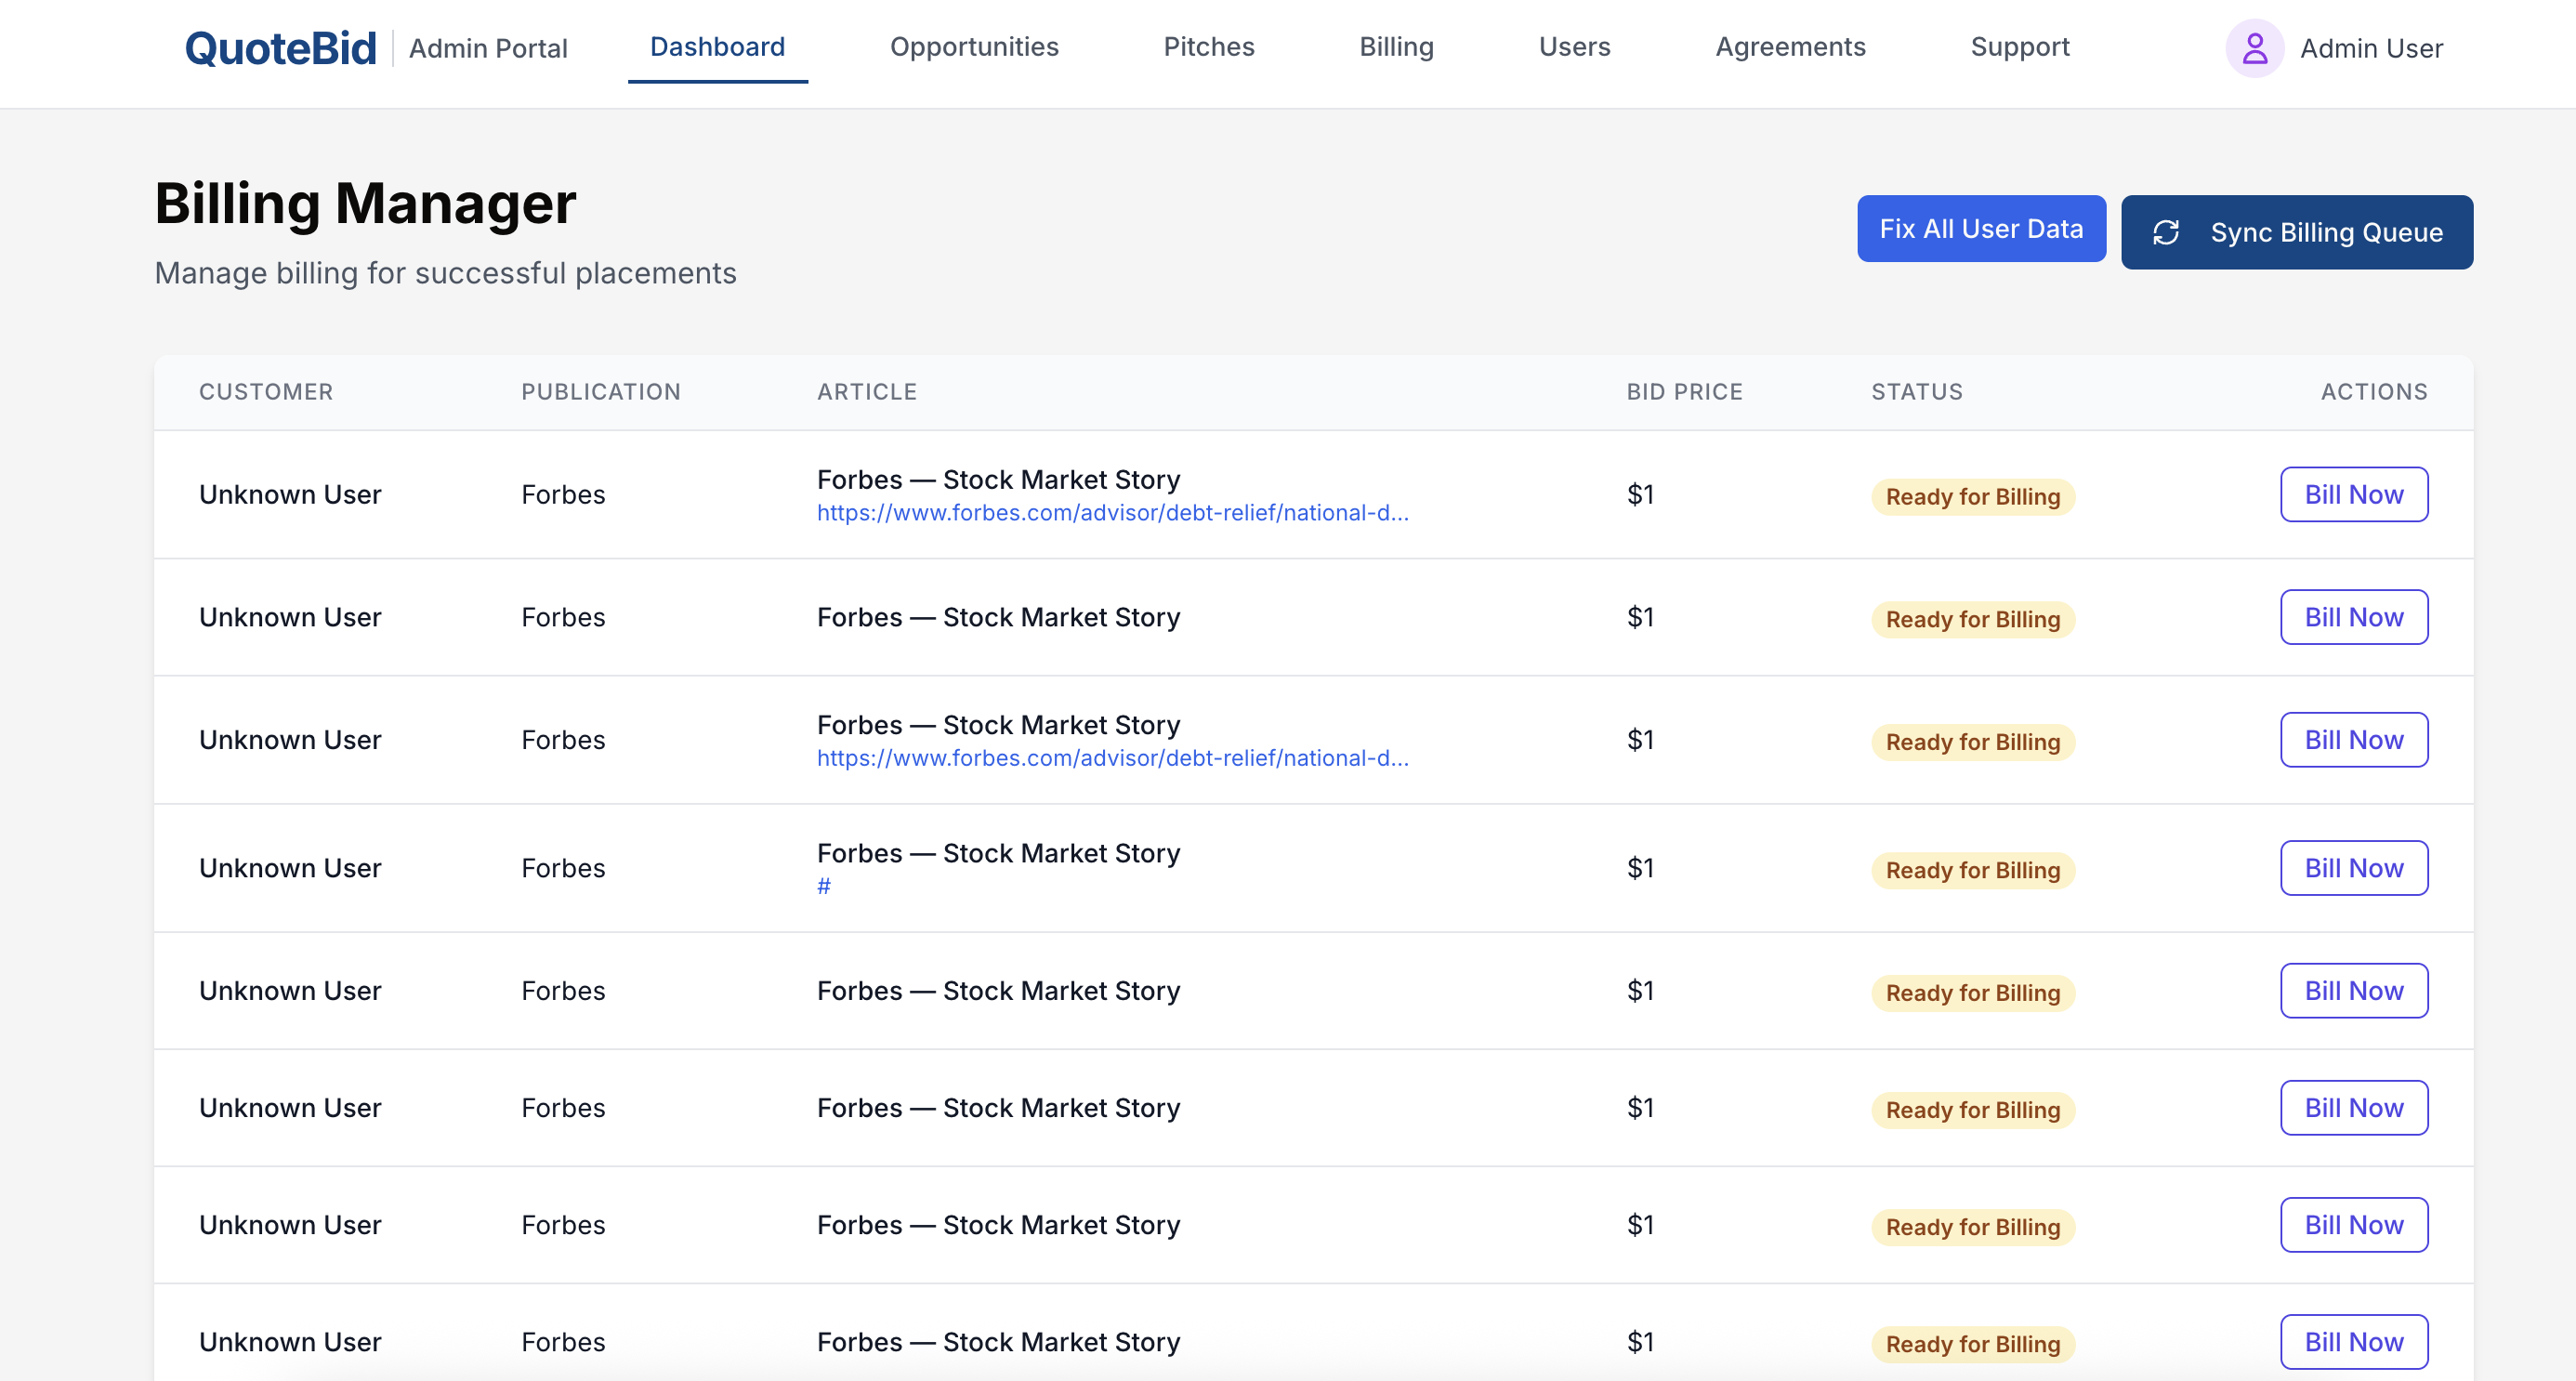 QuoteBid Admin Portal Dashboard Opportunities Pitches Billing Users Agreements Support Admin User
Billing Manager
Manage billing for successful placements
Fix All User Data
Sync Billing Queue
CUSTOMER PUBLICATION ARTICLE BID PRICE STATUS ACTIONS
Unknown User Forbes Forbes — Stock Market Story $1 Ready for Billing Bill Now
https://www.forbes.com/advisor/debt-relief/national-d...
Unknown User Forbes Forbes — Stock Market Story $1 Ready for Billing Bill Now
Unknown User Forbes Forbes — Stock Market Story $1 Ready for Billing Bill Now
https://www.forbes.com/advisor/debt-relief/national-d...
Unknown User Forbes Forbes — Stock Market Story $1 Ready for Billing Bill Now
#
Unknown User Forbes Forbes — Stock Market Story $1 Ready for Billing Bill Now
Unknown User Forbes Forbes — Stock Market Story $1 Ready for Billing Bill Now
Unknown User Forbes Forbes — Stock Market Story $1 Ready for Billing Bill Now
Unknown User Forbes Forbes — Stock Market Story $1 Ready for Billing Bill Now